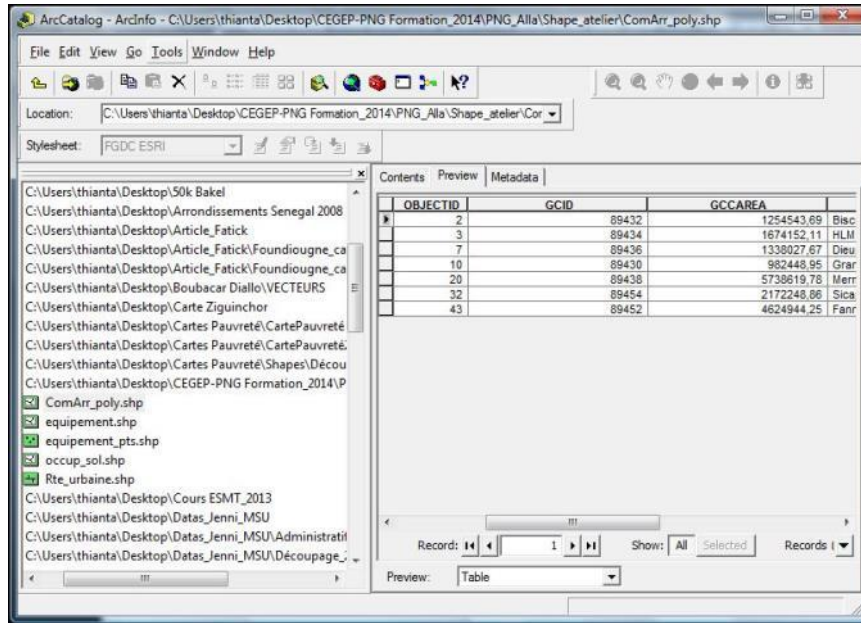 ArcCatalog - ArcInfo - C:\Users\thianta\Desktop\CEGEP-PNG Formation_2014\PNG_Alla\Shape_atelier\ComArr_poly.shp
File Edit View Go Tools Window Help
Location: C:\Users\thianta\Desktop\CEGEP-PNG Formation_2014\PNG_Alla\Shape_atelier\Cor
Stylesheet: FGDC ESRI
C:\Users\thianta\Desktop\50k Bakel
C:\Users\thianta\Desktop\Arrondissements Senegal 2008
C:\Users\thianta\Desktop\Article_Fatick
C:\Users\thianta\Desktop\Article_Fatick\Foundiougne_ca
C:\Users\thianta\Desktop\Article_Fatick\Foundiougne_ca
C:\Users\thianta\Desktop\Boubacar Diallo\VECTEURS
C:\Users\thianta\Desktop\Carte Ziguinchor
C:\Users\thianta\Desktop\Cartes Pauvreté\CartePauvreté
C:\Users\thianta\Desktop\Cartes Pauvreté\CartePauvreté
C:\Users\thianta\Desktop\Cartes Pauvreté\Shapes\Décou
C:\Users\thianta\Desktop\CEGEP-PNG Formation_2014\P
ComArr_poly.shp
equipement.shp
equipement_pts.shp
occup_sol.shp
Rte_urbaine.shp
C:\Users\thianta\Desktop\Cours ESMT_2013
C:\Users\thianta\Desktop\Datas_Jenni_MSU
C:\Users\thianta\Desktop\Datas_Jenni_MSU\Administratif
C:\Users\thianta\Desktop\Datas_Jenni_MSU\Découpage_
Contents Preview Metadata
OBJECTID GCID GCCAREA
2 89432 1254543,69 Bisc
3 89434 1674152,11 HLM
7 89436 1338027,67 Dieu
10 89430 982448,95 Grar
20 89438 5738619,78 Merr
32 89454 2172248,86 Sica
43 89452 4624944,25 Fanr
Record: 1 Show: All Selected Records (
Preview: Table